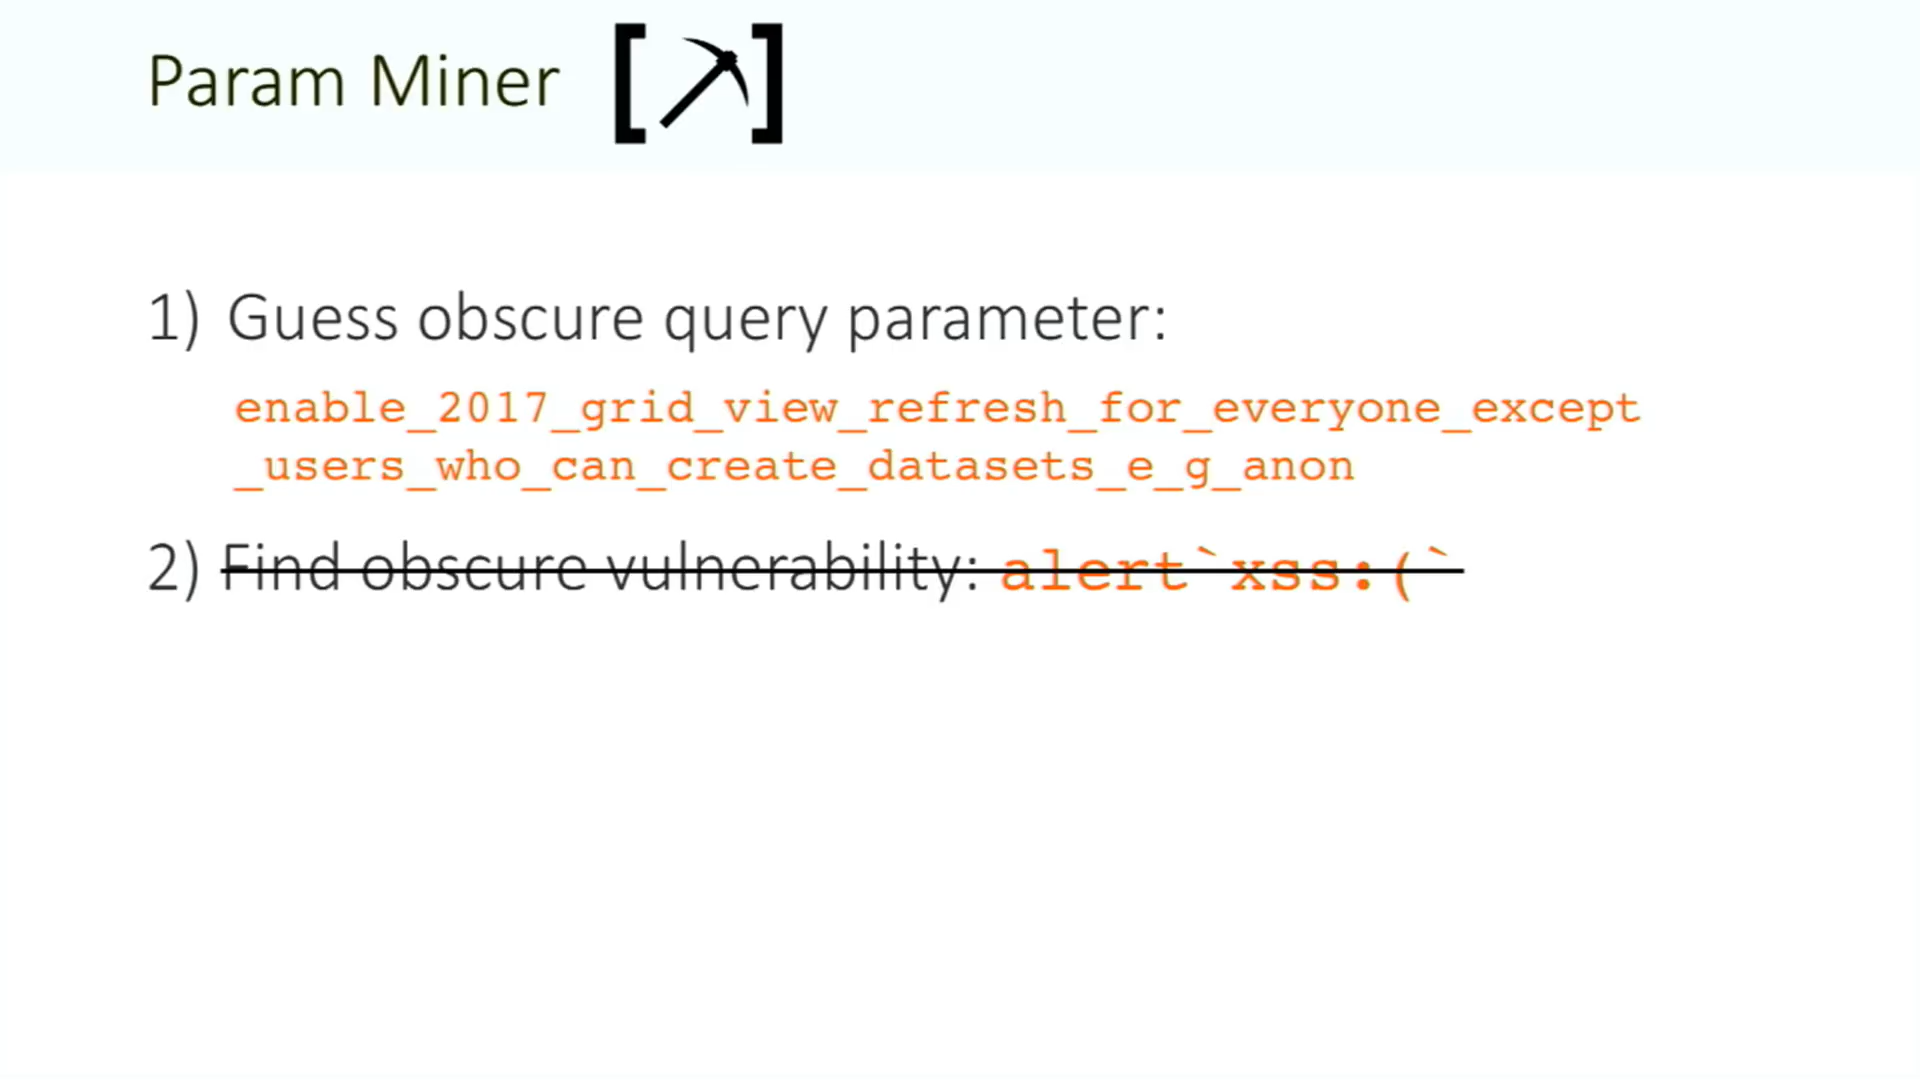 Param Miner
1) Guess obscure query parameter:
enable_2017_grid_view_refresh_for_everyone_except
_users_who_can_create_datasets_e_g_anon
2) Find obscure vulnerability: alert`xss:(`